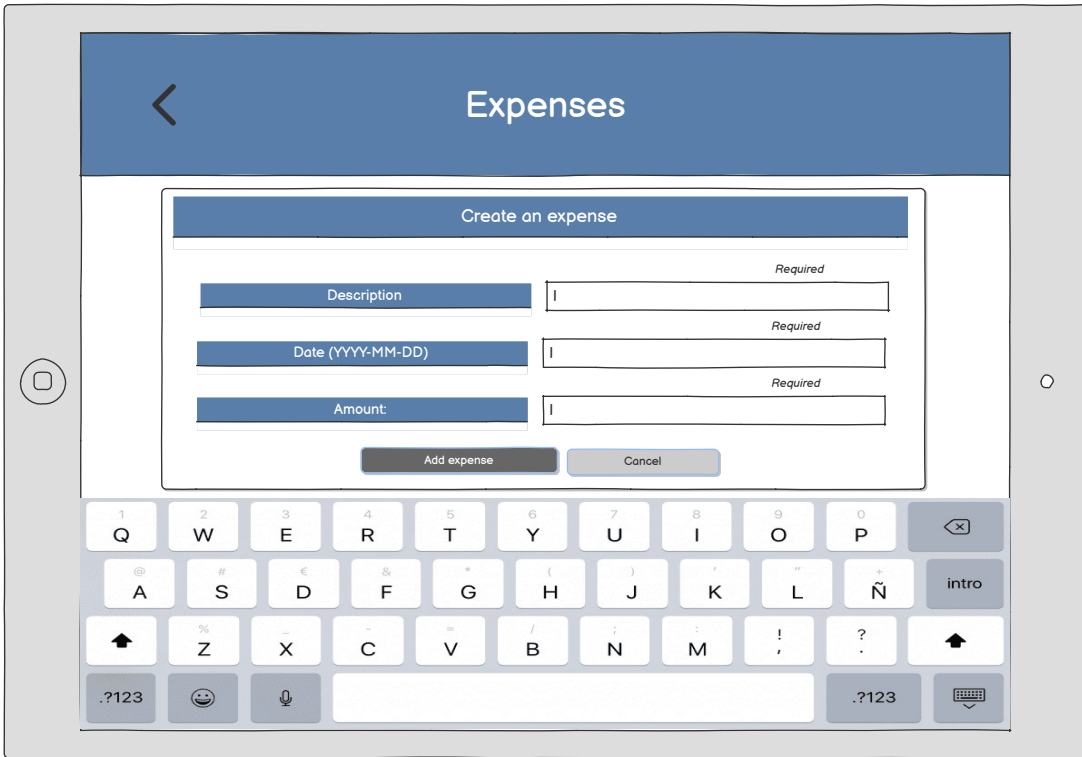 Expenses
Create an expense
Required
Description
Required
Date (YYYY-MM-DD)
Required
Amount:
Add expense Cancel
1 2 3 4 5 6 7 8 9 0
Q W E R T Y U I O P
@ # € & * ( ) ' " +
A S D F G H J K L Ñ intro
% _ - = / ; : ! ?
Z X C V B N M , .
.?123 .?123